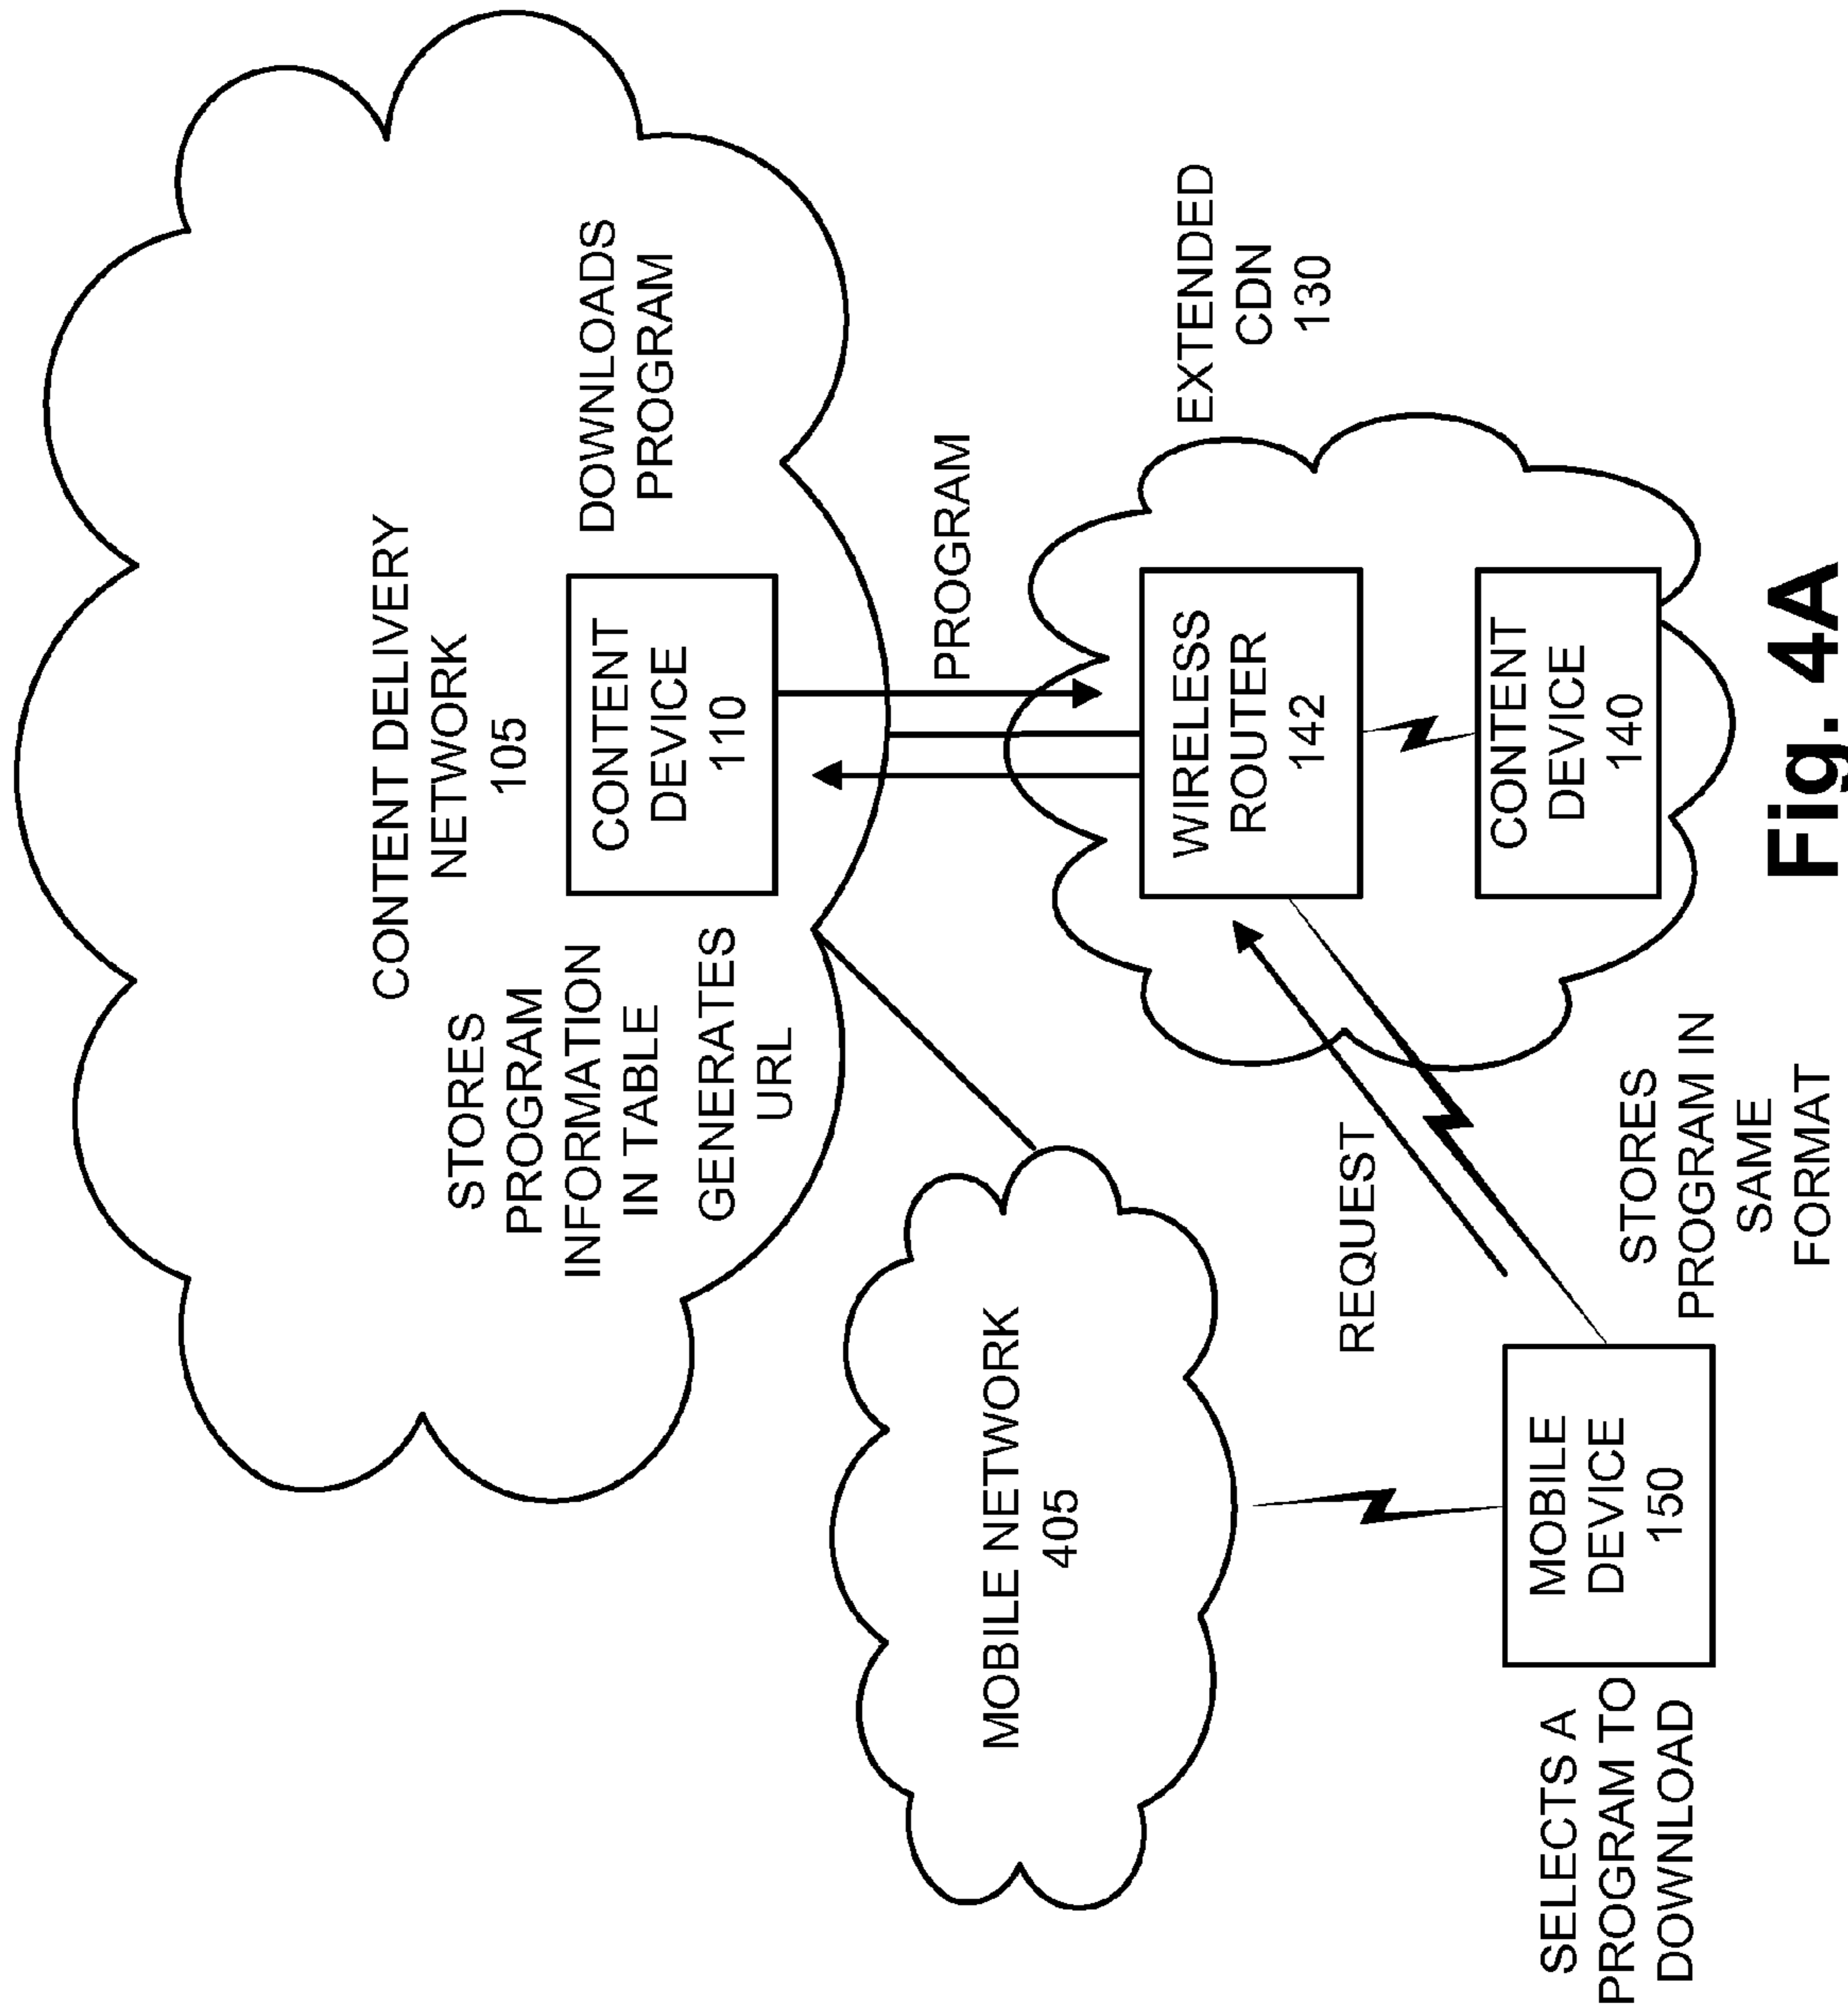 CONTENT DELIVERY
NETWORK
105
STORES
PROGRAM
INFORMATION
IN TABLE
GENERATES
URL
CONTENT
DEVICE
110
DOWNLOADS
PROGRAM
PROGRAM
MOBILE NETWORK
405
EXTENDED
CDN
130
WIRELESS
ROUTER
142
CONTENT
DEVICE
140
REQUEST
SELECTS A
PROGRAM TO
DOWNLOAD
MOBILE
DEVICE
150
STORES
PROGRAM IN
SAME
FORMAT
Fig. 4A